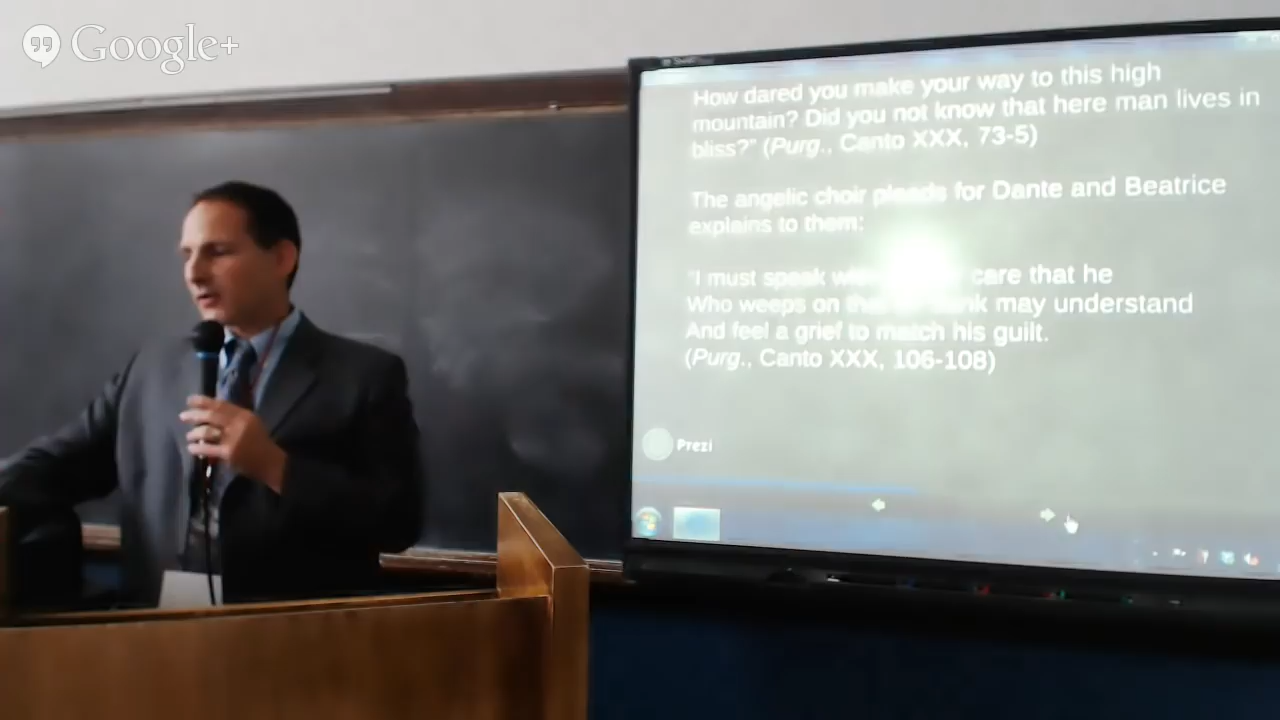 Google+
How dared you make your way to this high
mountain? Did you not know that here man lives in
bliss?" (Purg., Canto XXX, 73-5)
The angelic choir pleads for Dante and Beatrice
explains to them:
"I must speak care that he
Who weeps on may understand
And feel a grief to match his guilt.
(Purg., Canto XXX, 106-108)
Prezi